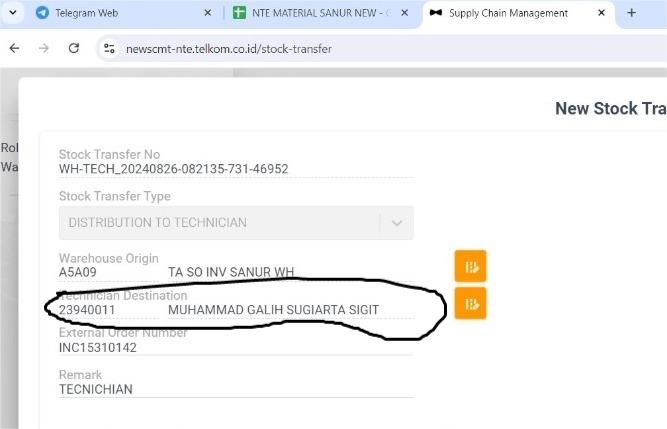 Telegram Web
NTE MATERIAL SANUR NEW -
Supply Chain Management
newscmt-nte.telkom.co.id/stock-transfer
New Stock Tra
Rol
Wa
Stock Transfer No
WH-TECH_20240826-082135-731-46952
Stock Transfer Type
DISTRIBUTION TO TECHNICIAN
Warehouse Origin
A5A09 TA SO INV SANUR WH
Technician Destination
23940011 MUHAMMAD GALIH SUGIARTA SIGIT
External Order Number
INC15310142
Remark
TECNICHIAN